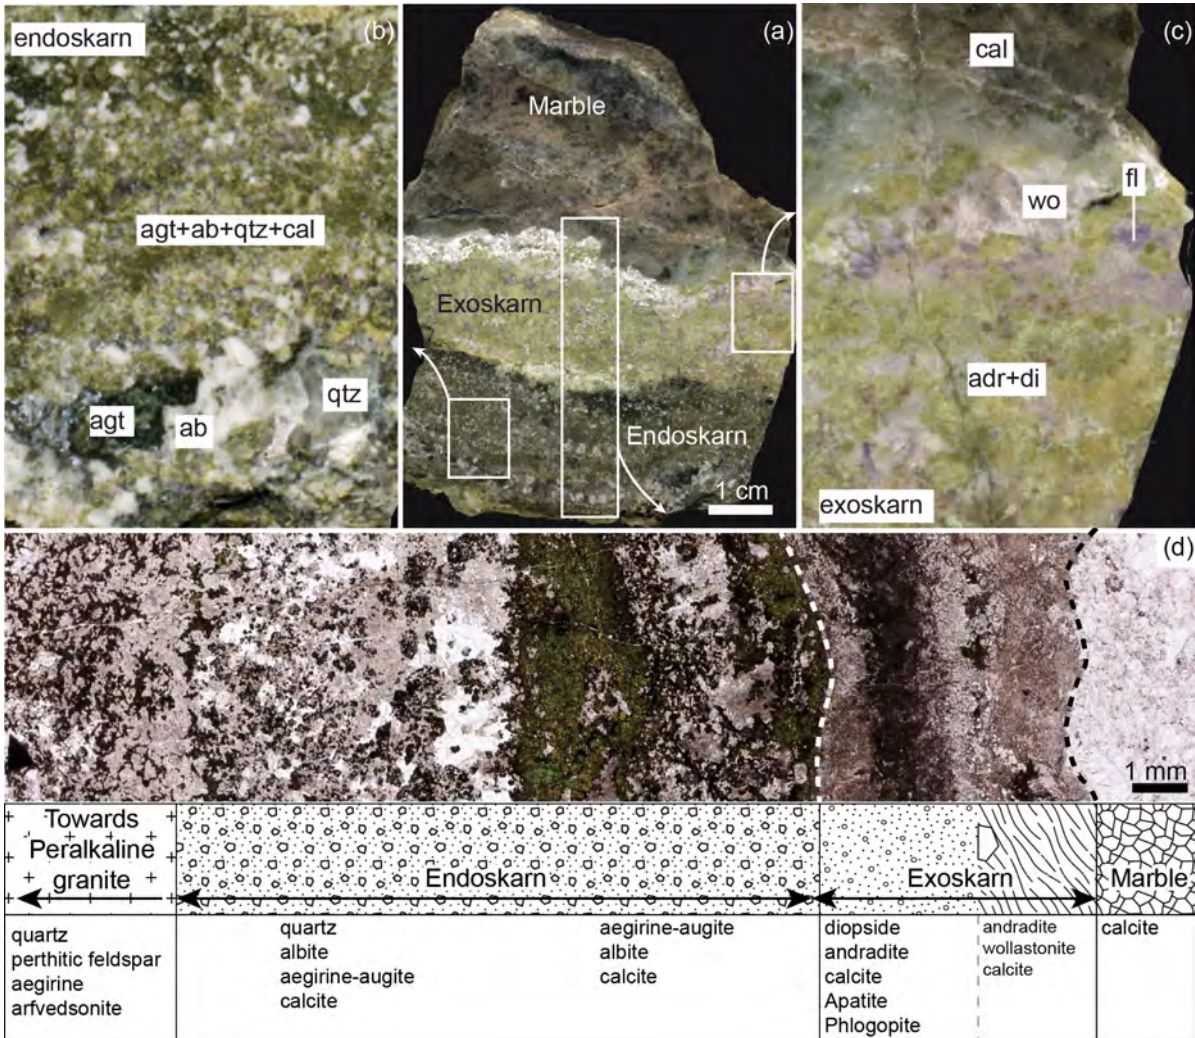 endoskarn
(b)
agt+ab+qtz+cal
agt
ab
qtz
(a)
Marble
Exoskarn
Endoskarn
1 cm
(c)
cal
wo
fl
adr+di
exoskarn
(d)
1 mm
Towards
Peralkaline
granite
Endoskarn
Exoskarn
Marble
quartz
perthitic feldspar
aegirine
arfvedsonite
quartz
albite
aegirine-augite
calcite
aegirine-augite
albite
calcite
diopside
andradite
calcite
Apatite
Phlogopite
andradite
wollastonite
calcite
calcite